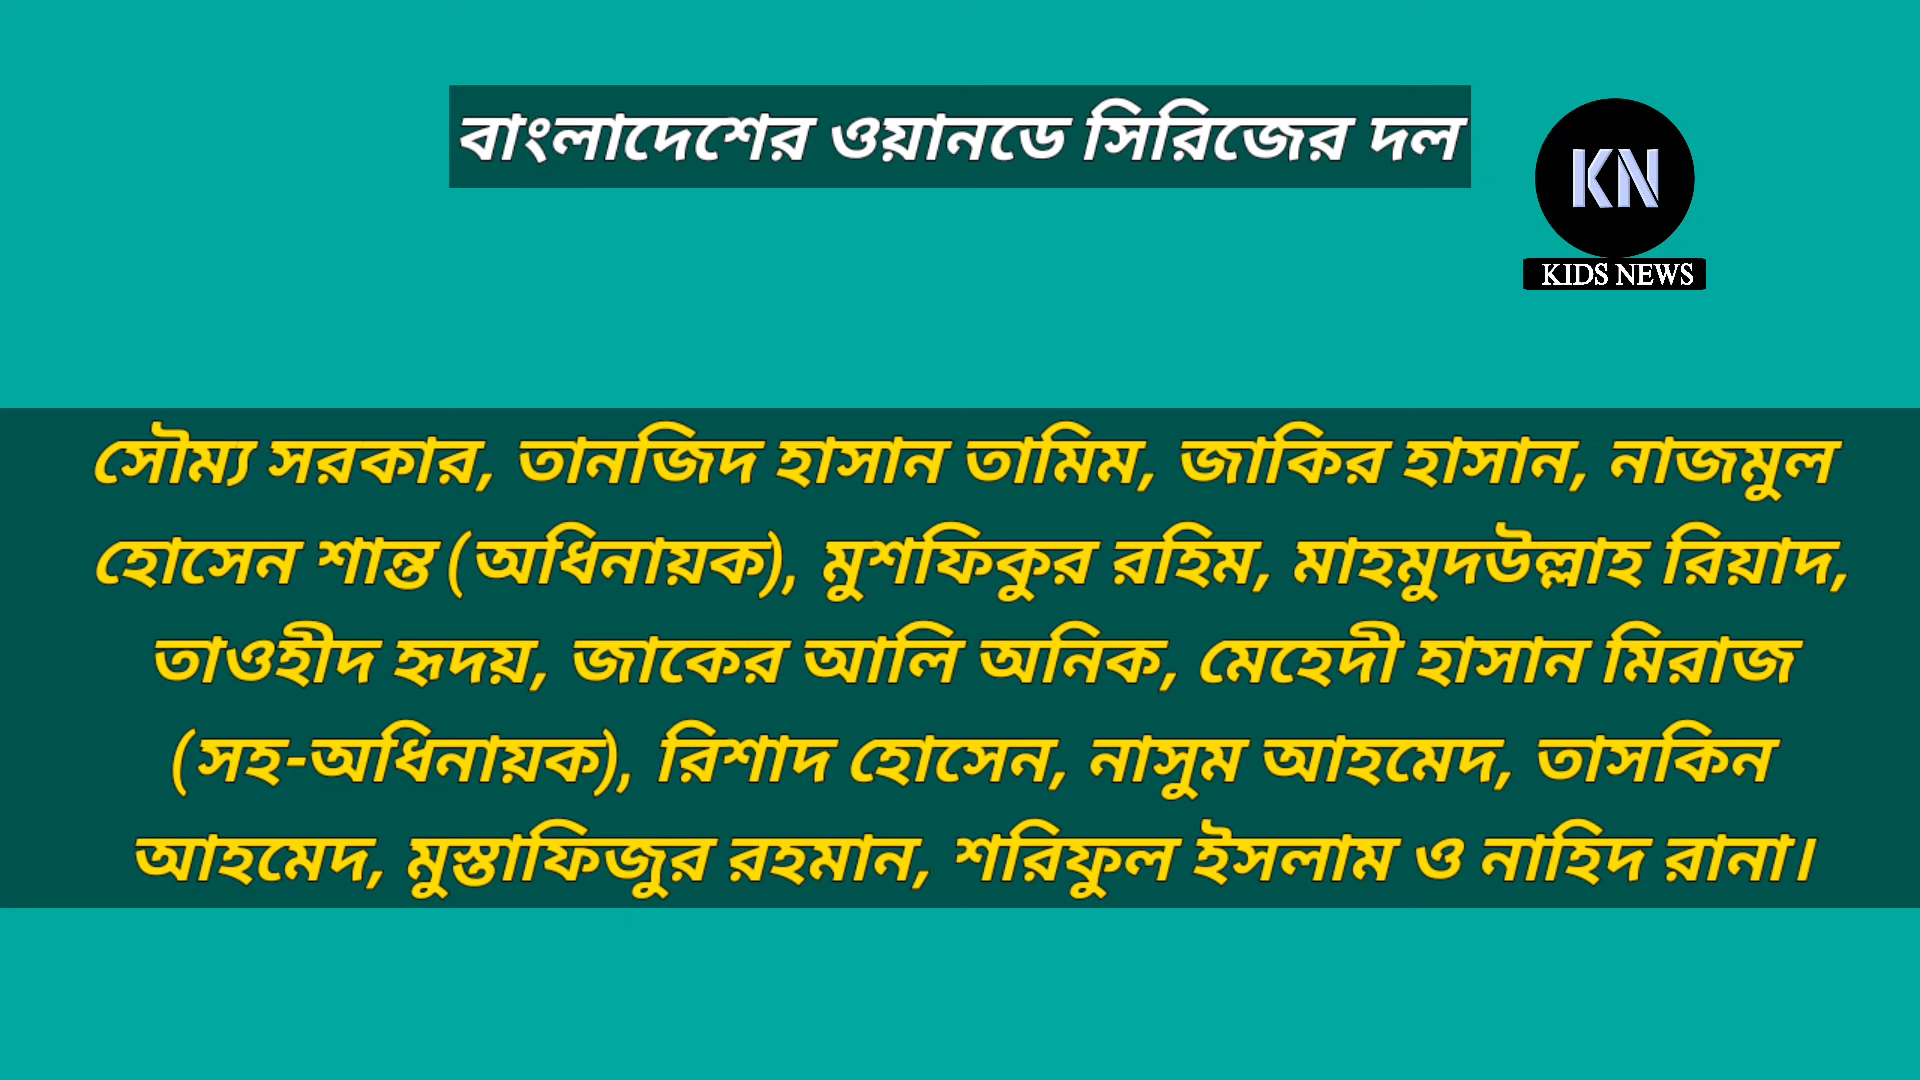 বাংলাদেশের ওয়ানডে সিরিজের দল
KN
KIDS NEWS
সৌম্য সরকার, তানজিদ হাসান তামিম, জাকির হাসান, নাজমুল
হোসেন শান্ত (অধিনায়ক), মুশফিকুর রহিম, মাহমুদউল্লাহ রিয়াদ,
তাওহীদ হৃদয়, জাকের আলি অনিক, মেহেদী হাসান মিরাজ
(সহ-অধিনায়ক), রিশাদ হোসেন, নাসুম আহমেদ, তাসকিন
আহমেদ, মুস্তাফিজুর রহমান, শরিফুল ইসলাম ও নাহিদ রানা।